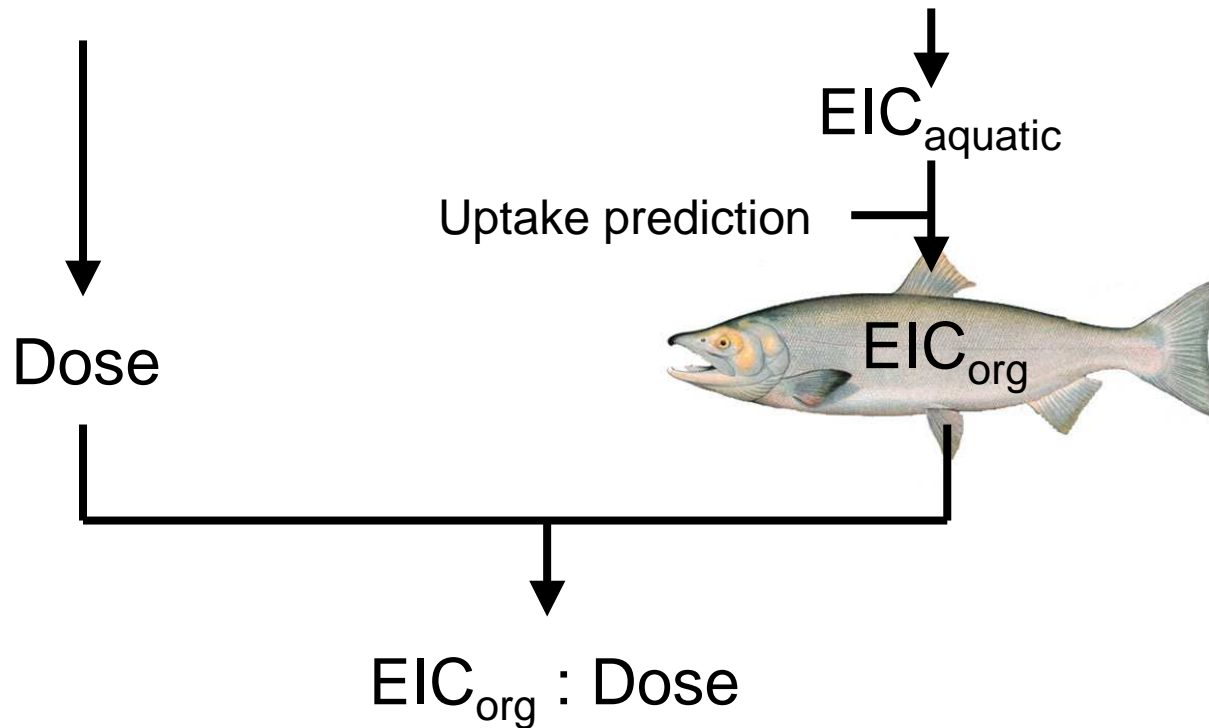 EIC_aquatic
Uptake prediction
Dose
EIC_org
EIC_org : Dose